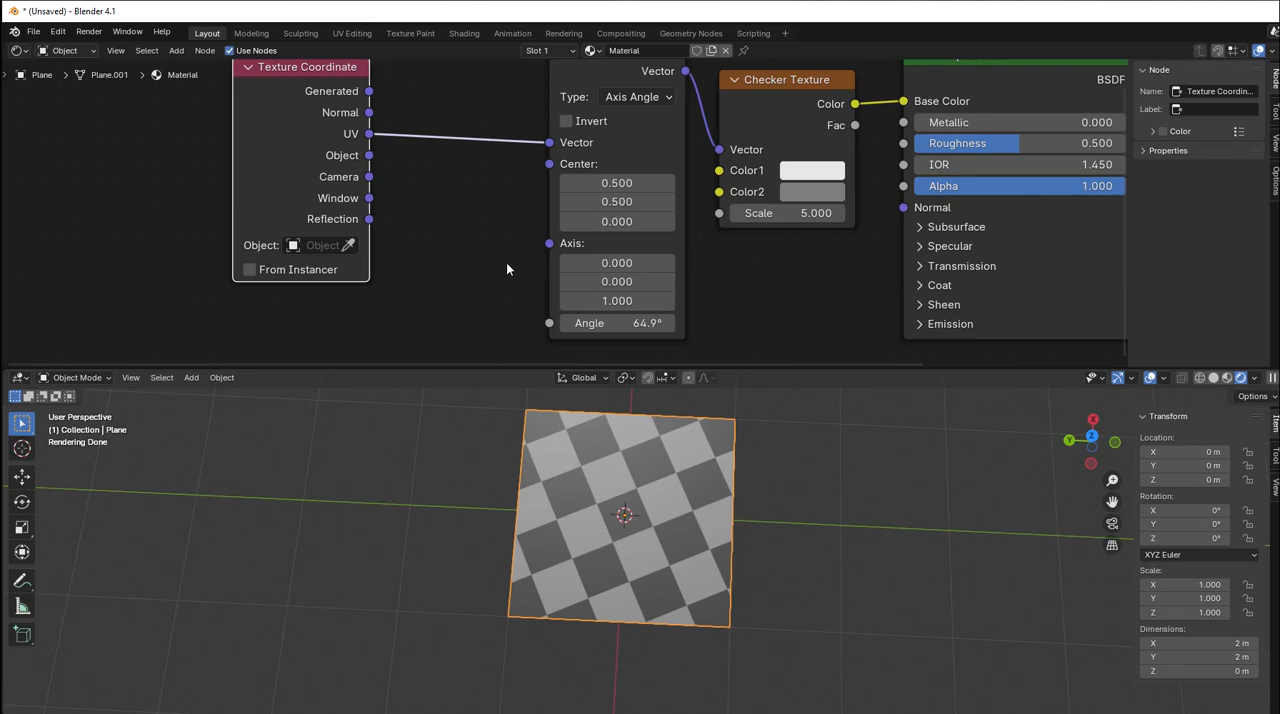 * (Unsaved) - Blender 4.1
File Edit Render Window Help Layout Modeling Sculpting UV Editing Texture Paint Shading Animation Rendering Compositing Geometry Nodes Scripting +
Object View Select Add Node Use Nodes Slot 1 Material
Plane Plane.001 Material
Texture Coordinate
Generated
Normal
UV
Object
Camera
Window
Reflection
Object: Object
From Instancer
Vector
Type: Axis Angle
Invert
Vector
Center:
0.500
0.500
0.000
Axis:
0.000
0.000
1.000
Angle 64.9°
Checker Texture
Color
Fac
Vector
Color1
Color2
Scale 5.000
BSDF
Base Color
Metallic 0.000
Roughness 0.500
IOR 1.450
Alpha 1.000
Normal
Subsurface
Specular
Transmission
Coat
Sheen
Emission
Node
Name: Texture Coordin...
Label:
Color
Properties
Node
Tool
View
Options
Object Mode View Select Add Object Global
Options
User Perspective
(1) Collection | Plane
Rendering Done
X
Y
Z
Transform
Location:
X 0 m
Y 0 m
Z 0 m
Rotation:
X 0°
Y 0°
Z 0°
XYZ Euler
Scale:
X 1.000
Y 1.000
Z 1.000
Dimensions:
X 2 m
Y 2 m
Z 0 m
Item
Tool
View